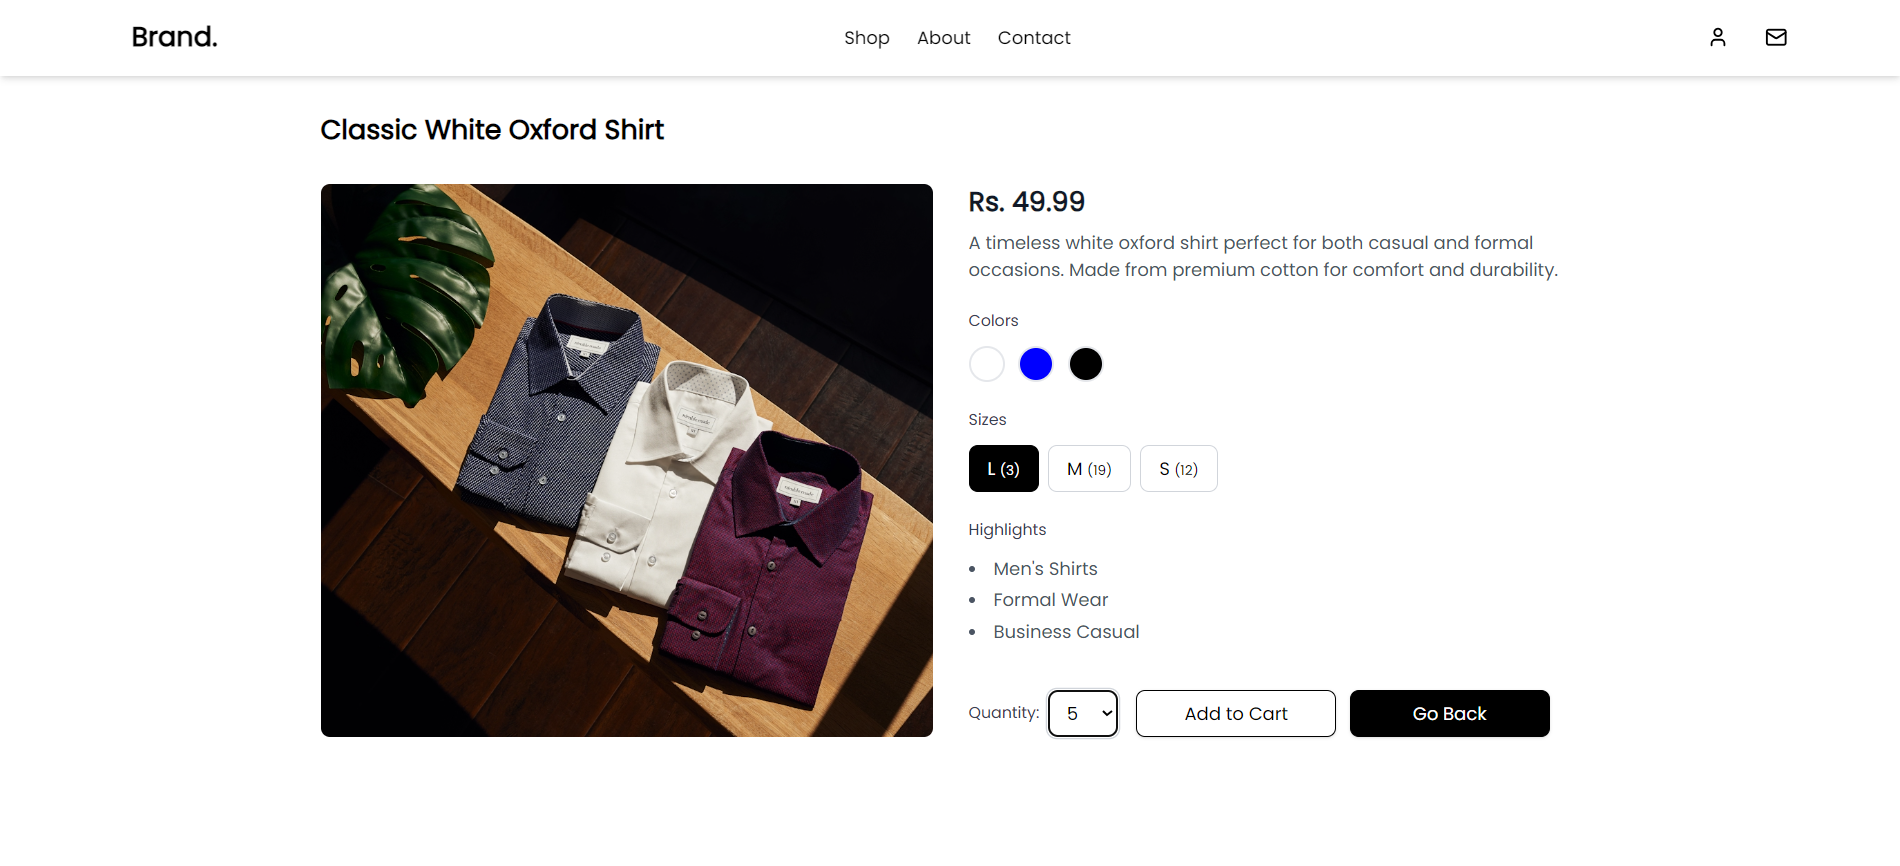 Brand.
Shop About Contact
Classic White Oxford Shirt
Rs. 49.99
A timeless white oxford shirt perfect for both casual and formal
occasions. Made from premium cotton for comfort and durability.
Colors
Sizes
L (3) M (19) S (12)
Highlights
• Men's Shirts
• Formal Wear
• Business Casual
Quantity: 5 Add to Cart Go Back